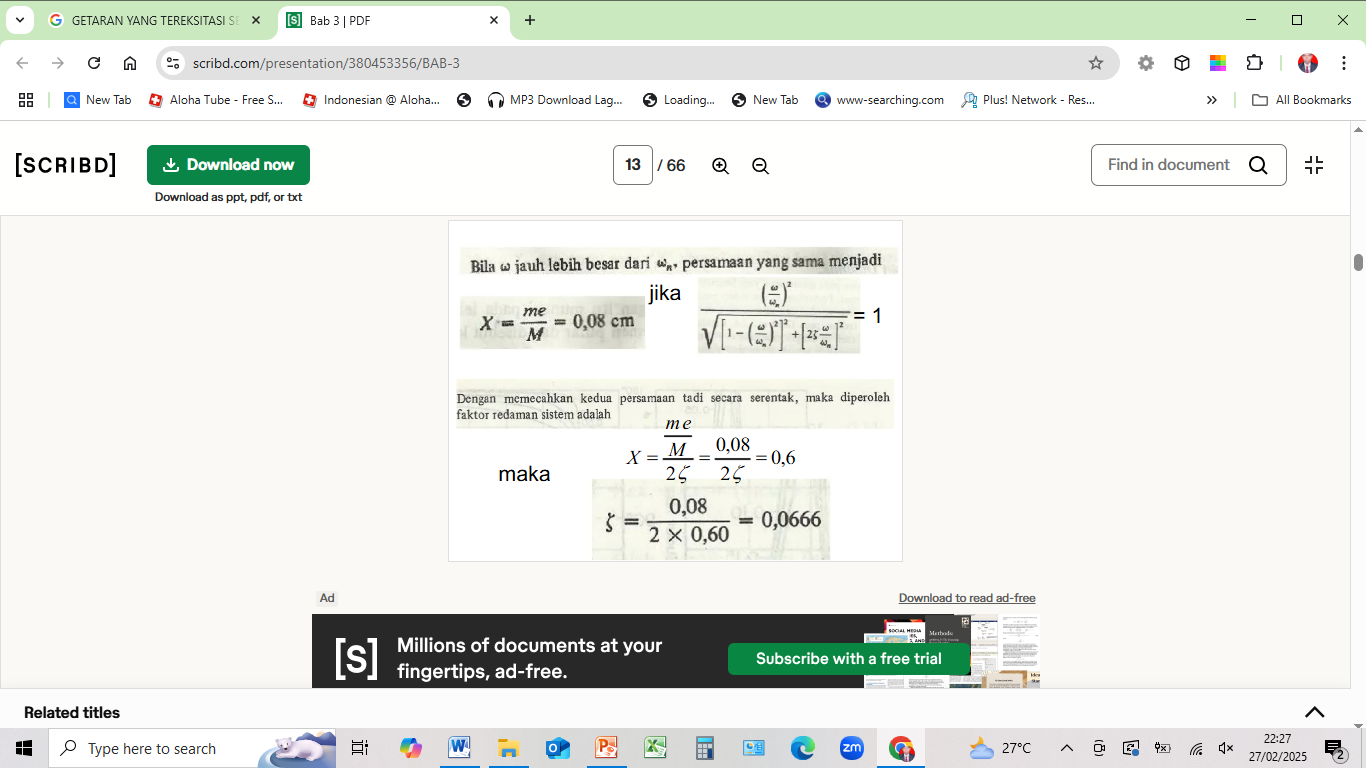 GETARAN YANG TEREKSITASI SE
Bab 3 | PDF
scribd.com/presentation/380453356/BAB-3
New Tab
Aloha Tube - Free S...
Indonesian @ Aloha...
MP3 Download Lag...
Loading...
New Tab
www-searching.com
Plus! Network - Res...
»
All Bookmarks
[SCRIBD]
Download now
13 / 66
Find in document
Download as ppt, pdf, or txt
Bila ω jauh lebih besar dari ωn, persamaan yang sama menjadi
X = me/M = 0,08 cm
jika
(ω/ωn)² / √([1 − (ω/ωn)²]² + [2ζ ω/ωn]²) = 1
Dengan memecahkan kedua persamaan tadi secara serentak, maka diperoleh
faktor redaman sistem adalah
maka
X = (me/M)/2ζ = 0,08/2ζ = 0,6
ζ = 0,08/(2 × 0,60) = 0,0666
Ad
Download to read ad-free
[S]
Millions of documents at your
fingertips, ad-free.
Subscribe with a free trial
SOCIAL MEDIA
Methods:
Related titles
Type here to search
zm
27°C
22:27
27/02/2025
2